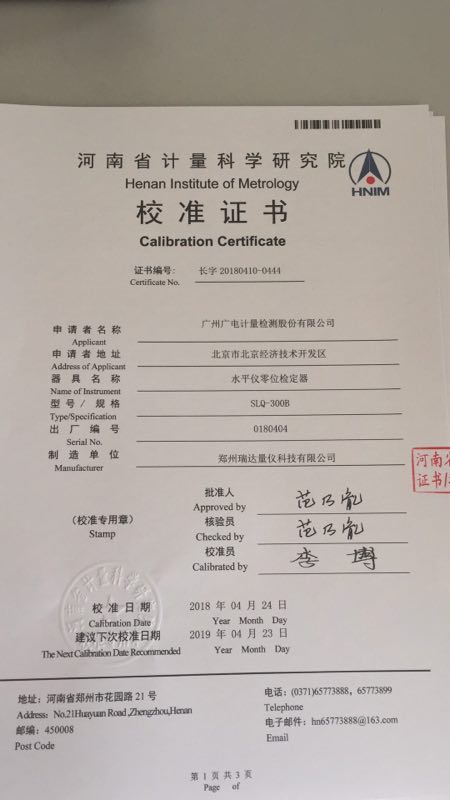 河南省计量科学研究院
Henan Institute of Metrology
HNIM
校准证书
Calibration Certificate
证书编号: 长字 20180410-0444
Certificate No.
申请者名称 广州广电计量检测股份有限公司
Applicant
申请者地址 北京市北京经济技术开发区
Address of Applicant
器具名称 水平仪零位检定器
Name of Instrument
型号/规格 SLQ-300B
Type/Specification
出厂编号 0180404
Serial No.
制造单位 郑州瑞达量仪科技有限公司
Manufacturer
河南省
证书
批准人 范乃胤
Approved by
(校准专用章) 核验员 范乃胤
Stamp Checked by
校准员 李博
Calibrated by
校准日期 2018 年 04 月 24 日
Calibration Date Year Month Day
建议下次校准日期 2019 年 04 月 23 日
The Next Calibration Date Recommended Year Month Day
地址: 河南省郑州市花园路 21 号 电话: (0371)65773888, 65773899
Address: No.21Huayuan Road ,Zhengzhou,Henan Telephone
邮编: 450008 电子邮件: hn65773888@163.com
Post Code Email
第 1 页 共 3 页
Page of